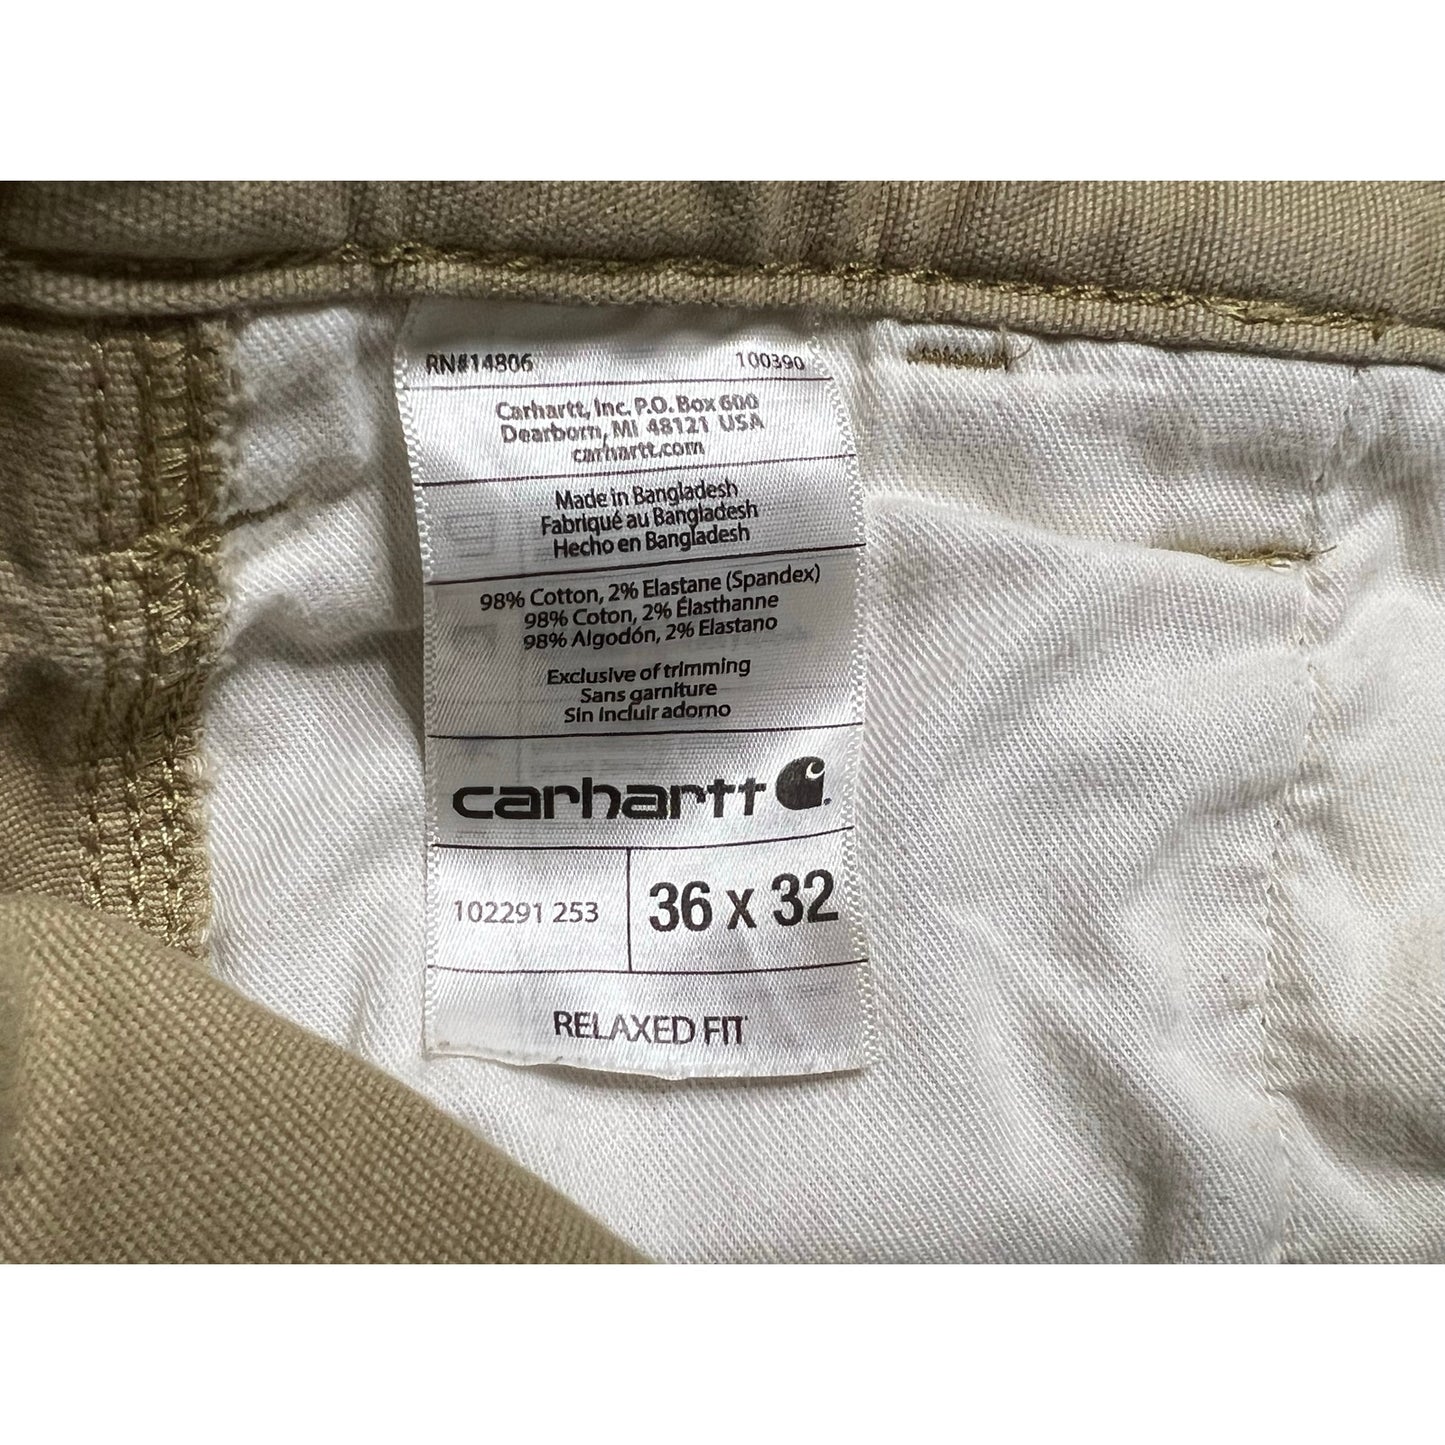 RN#14806 100390
Carhartt, Inc. P.O. Box 600
Dearborn, MI 48121 USA
carhartt.com
Made in Bangladesh
Fabriqué au Bangladesh
Hecho en Bangladesh
98% Cotton, 2% Elastane (Spandex)
98% Coton, 2% Élasthanne
98% Algodón, 2% Elastano
Exclusive of trimming
Sans garniture
Sin incluir adorno
carhartt
102291 253 36 x 32
RELAXED FIT